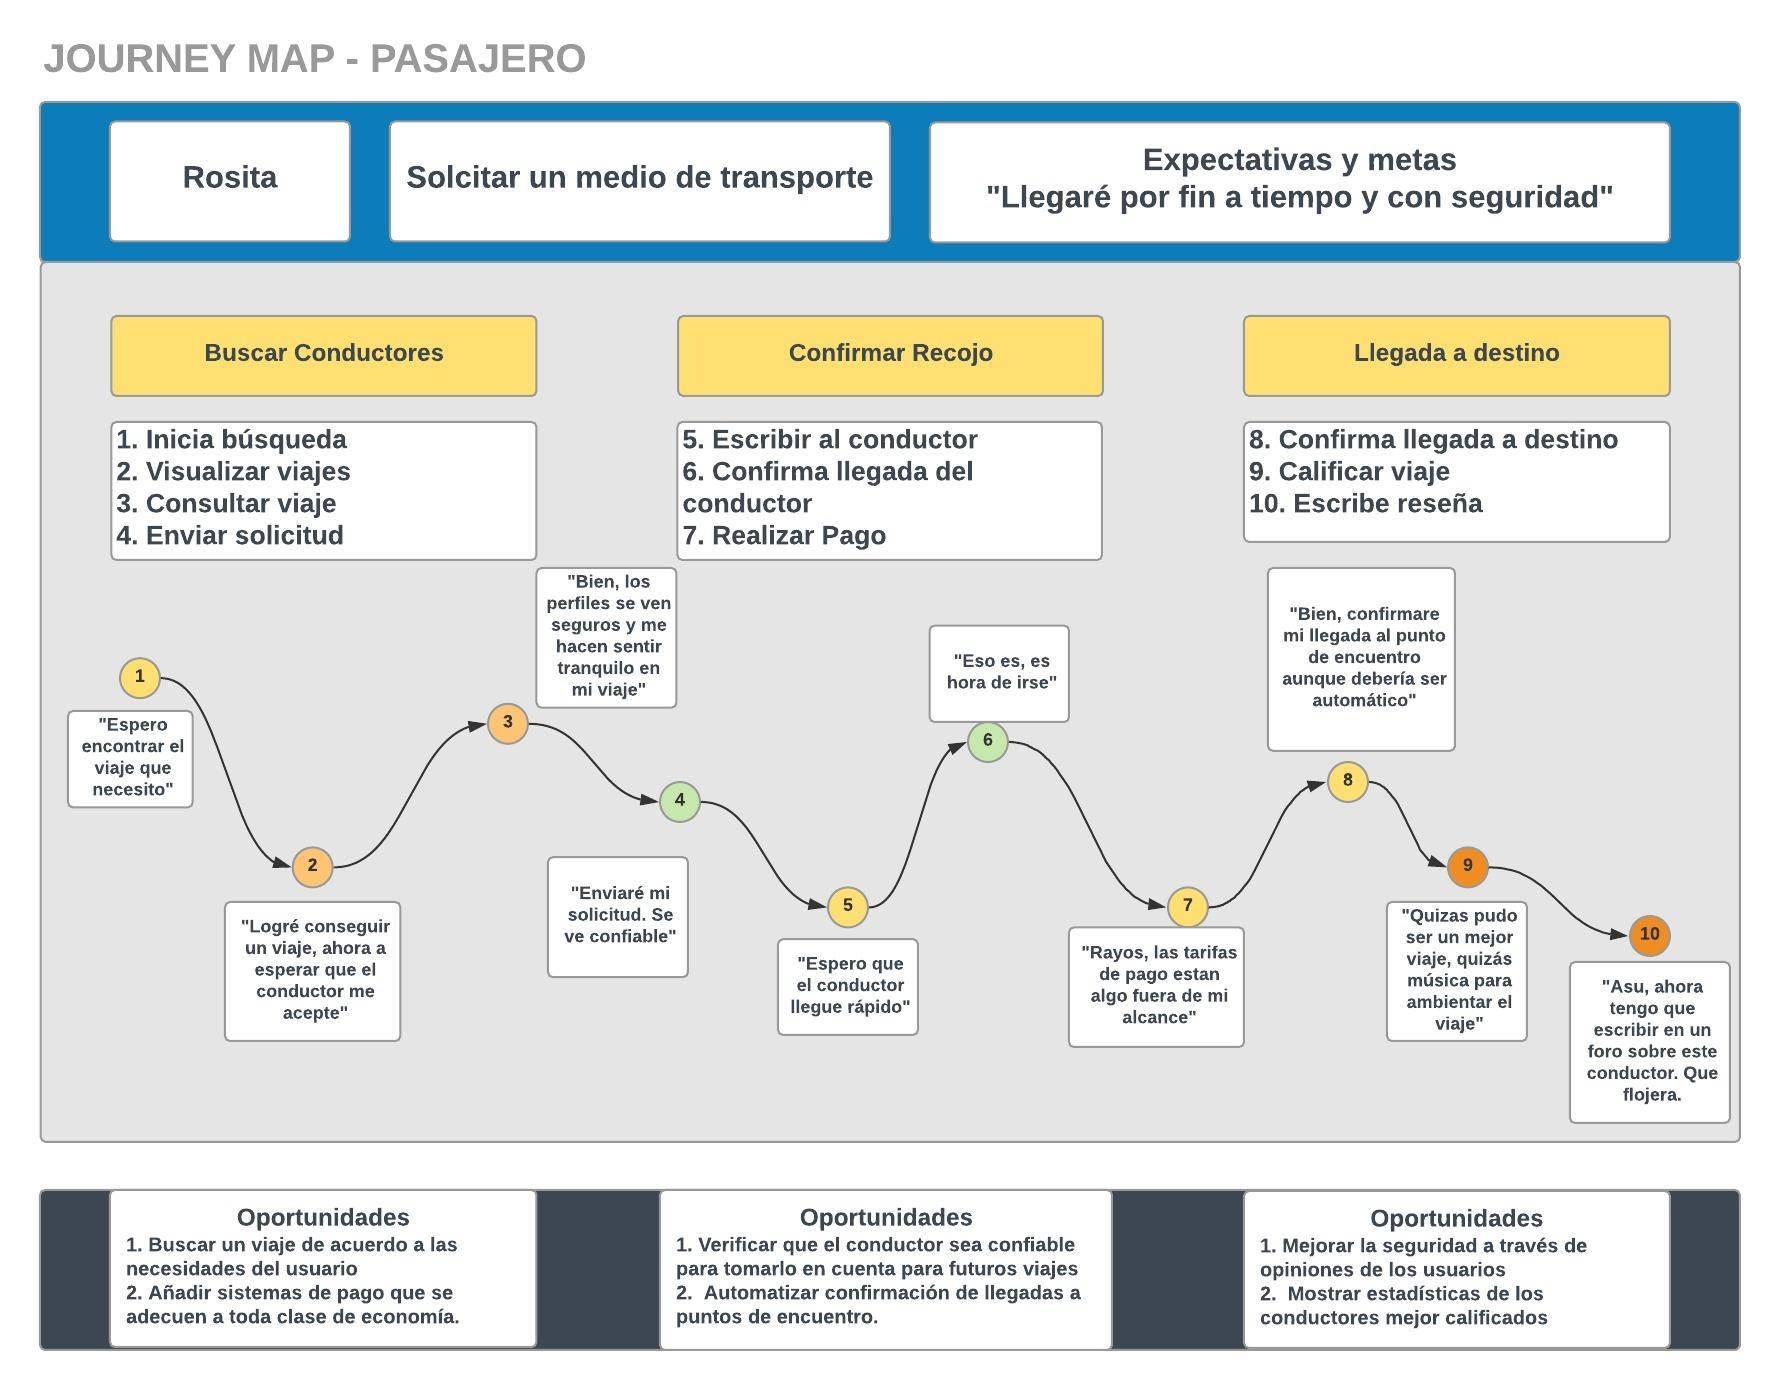 JOURNEY MAP - PASAJERO
Rosita
Solcitar un medio de transporte
Expectativas y metas
"Llegaré por fin a tiempo y con seguridad"
Buscar Conductores
Confirmar Recojo
Llegada a destino
1. Inicia búsqueda
2. Visualizar viajes
3. Consultar viaje
4. Enviar solicitud
5. Escribir al conductor
6. Confirma llegada del
conductor
7. Realizar Pago
8. Confirma llegada a destino
9. Calificar viaje
10. Escribe reseña
1
"Espero
encontrar el
viaje que
necesito"
2
"Logré conseguir
un viaje, ahora a
esperar que el
conductor me
acepte"
"Bien, los
perfiles se ven
seguros y me
hacen sentir
tranquilo en
mi viaje"
3
4
"Enviaré mi
solicitud. Se
ve confiable"
5
"Espero que
el conductor
llegue rápido"
"Eso es, es
hora de irse"
6
7
"Rayos, las tarifas
de pago estan
algo fuera de mi
alcance"
"Bien, confirmare
mi llegada al punto
de encuentro
aunque debería ser
automático"
8
9
"Quizas pudo
ser un mejor
viaje, quizás
música para
ambientar el
viaje"
10
"Asu, ahora
tengo que
escribir en un
foro sobre este
conductor. Que
flojera.
Oportunidades
1. Buscar un viaje de acuerdo a las
necesidades del usuario
2. Añadir sistemas de pago que se
adecuen a toda clase de economía.
Oportunidades
1. Verificar que el conductor sea confiable
para tomarlo en cuenta para futuros viajes
2.  Automatizar confirmación de llegadas a
puntos de encuentro.
Oportunidades
1. Mejorar la seguridad a través de
opiniones de los usuarios
2.  Mostrar estadísticas de los
conductores mejor calificados